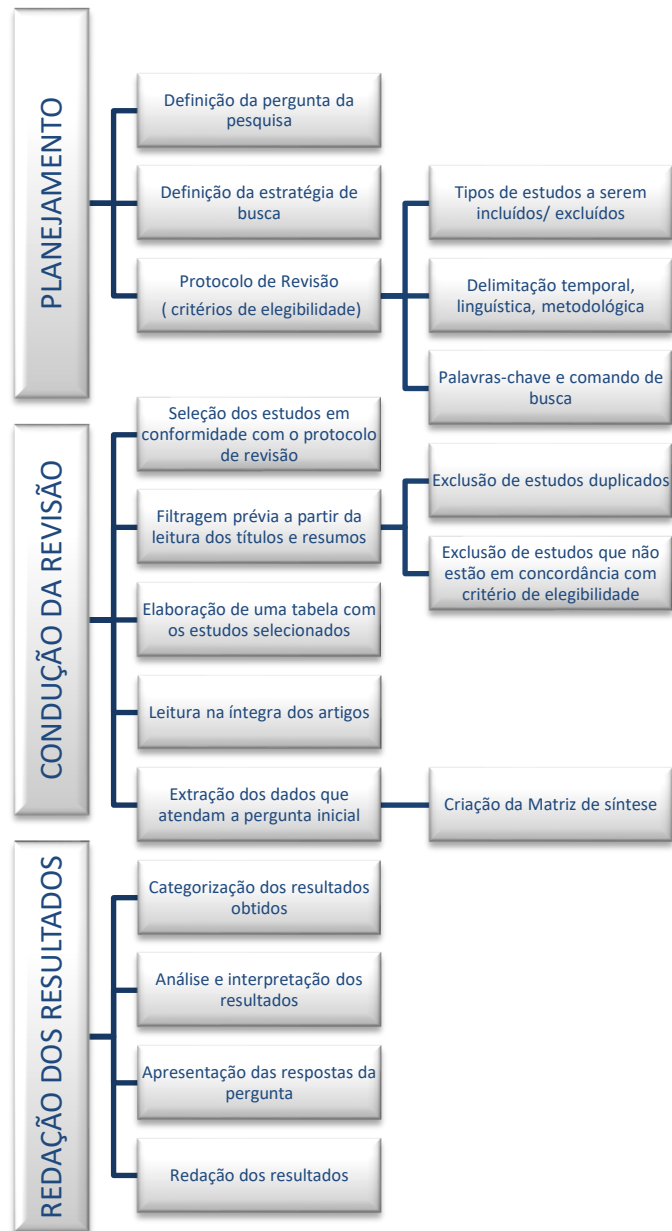 PLANEJAMENTO
Definição da pergunta da
pesquisa
Definição da estratégia de
busca
Protocolo de Revisão
( critérios de elegibilidade)
Tipos de estudos a serem
incluídos/ excluídos
Delimitação temporal,
linguística, metodológica
Palavras-chave e comando de
busca
CONDUÇÃO DA REVISÃO
Seleção dos estudos em
conformidade com o protocolo
de revisão
Filtragem prévia a partir da
leitura dos títulos e resumos
Exclusão de estudos duplicados
Exclusão de estudos que não
estão em concordância com
critério de elegibilidade
Elaboração de uma tabela com
os estudos selecionados
Leitura na íntegra dos artigos
Extração dos dados que
atendam a pergunta inicial
Criação da Matriz de síntese
REDAÇÃO DOS RESULTADOS
Categorização dos resultados
obtidos
Análise e interpretação dos
resultados
Apresentação das respostas da
pergunta
Redação dos resultados